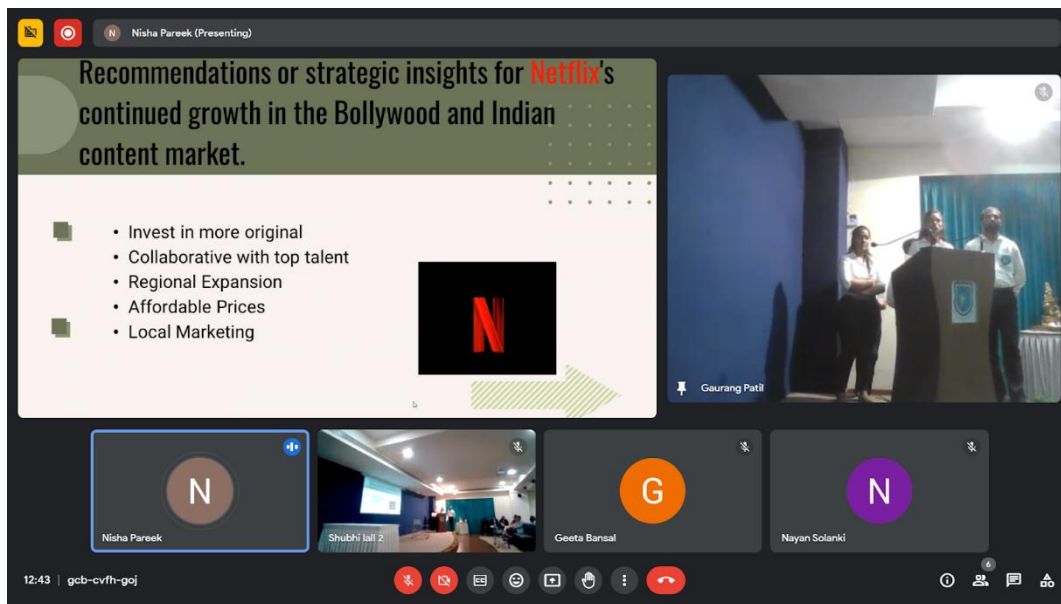 N Nisha Pareek (Presenting)
Recommendations or strategic insights for Netflix's
continued growth in the Bollywood and Indian
content market.
• Invest in more original
• Collaborative with top talent
• Regional Expansion
• Affordable Prices
• Local Marketing
N
Gaurang Patil
N
Nisha Pareek
Shubhi lall 2
G
Geeta Bansal
N
Nayan Solanki
12:43 | gcb-cvfh-goj
CC
6